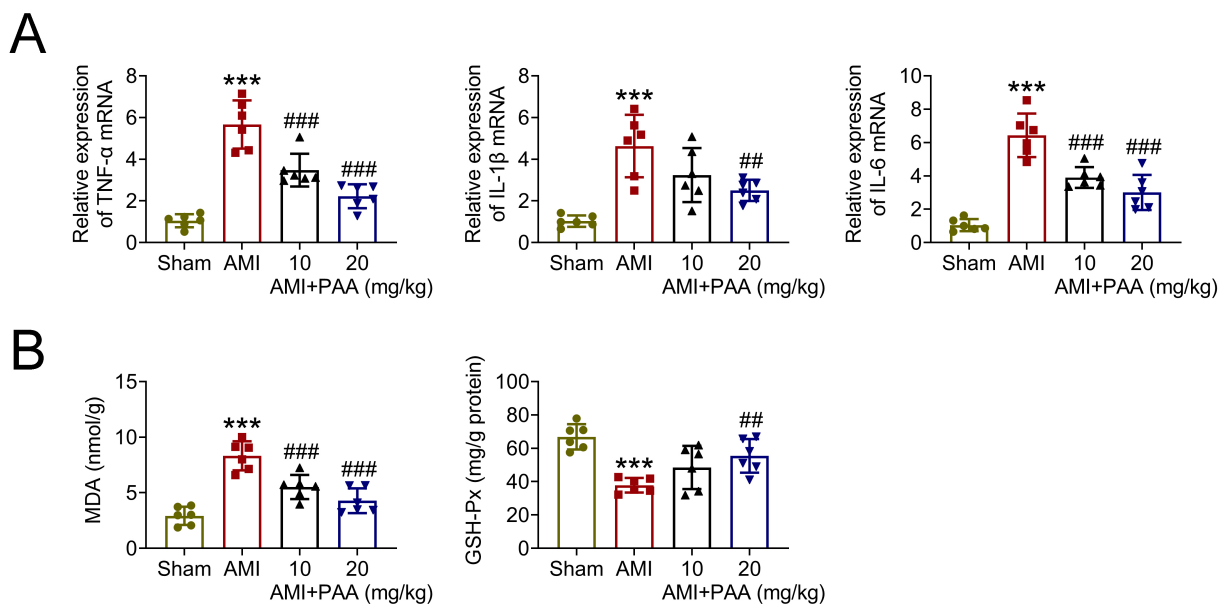 A
Relative expression
of TNF-α mRNA
8
6
4
2
0
***
###
###
Sham AMI 10 20
AMI+PAA (mg/kg)
Relative expression
of IL-1β mRNA
8
6
4
2
0
***
##
Sham AMI 10 20
AMI+PAA (mg/kg)
Relative expression
of IL-6 mRNA
10
8
6
4
2
0
***
###
###
Sham AMI 10 20
AMI+PAA (mg/kg)
B
MDA (nmol/g)
15
10
5
0
***
###
###
Sham AMI 10 20
AMI+PAA (mg/kg)
GSH-Px (mg/g protein)
100
80
60
40
20
0
***
##
Sham AMI 10 20
AMI+PAA (mg/kg)